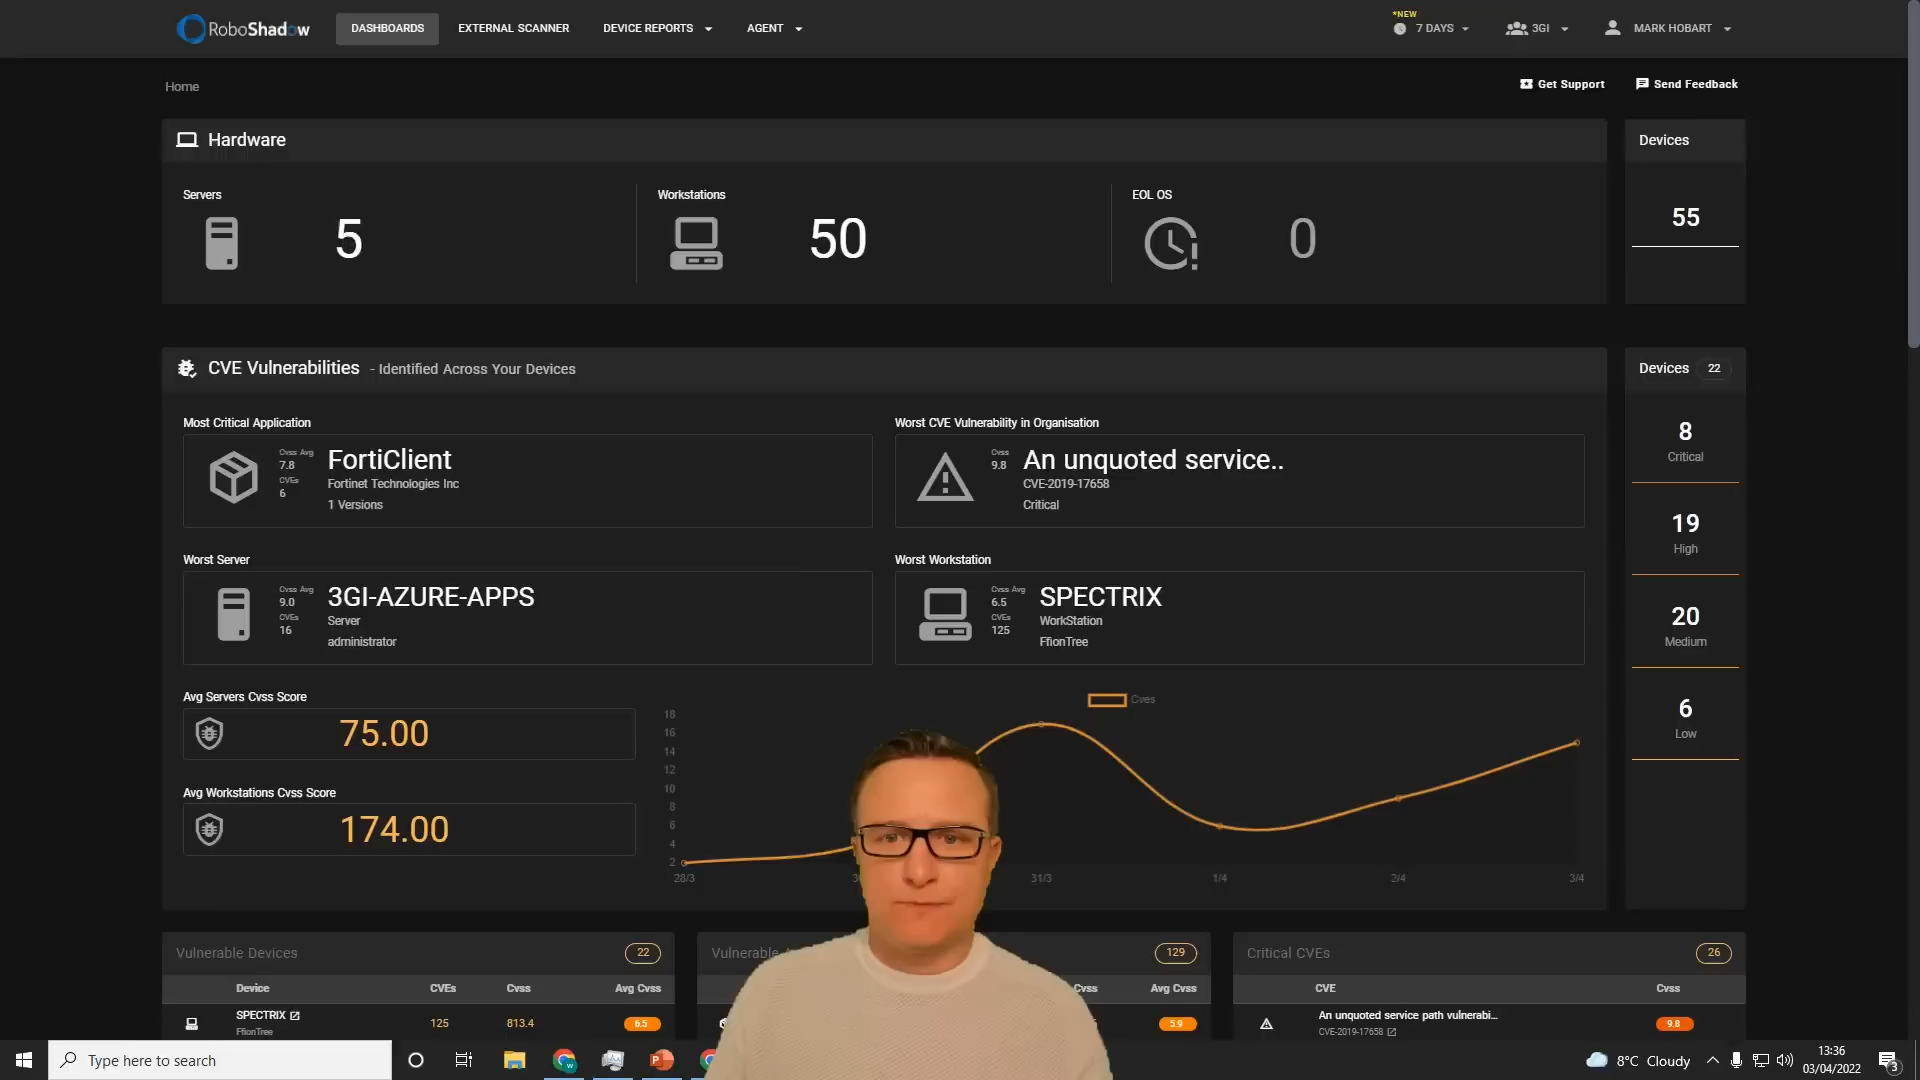 RoboShadow
DASHBOARDS
EXTERNAL SCANNER
DEVICE REPORTS
AGENT
*NEW
7 DAYS
3GI
MARK HOBART
Home
Get Support
Send Feedback
Hardware
Devices
Servers
5
Workstations
50
EOL OS
0
55
CVE Vulnerabilities - Identified Across Your Devices
Devices 22
Most Critical Application
Cvss Avg
7.8
CVEs
6
FortiClient
Fortinet Technologies Inc
1 Versions
Worst CVE Vulnerability in Organisation
Cvss
9.8
An unquoted service..
CVE-2019-17658
Critical
8
Critical
19
High
20
Medium
6
Low
Worst Server
Cvss Avg
9.0
CVEs
16
3GI-AZURE-APPS
Server
administrator
Worst Workstation
Cvss Avg
6.5
CVEs
125
SPECTRIX
WorkStation
FfionTree
Avg Servers Cvss Score
75.00
Avg Workstations Cvss Score
174.00
Cves
18
16
14
12
10
8
6
4
2
28/3
31/3
1/4
2/4
3/4
Vulnerable Devices
22
Device CVEs Cvss Avg Cvss
SPECTRIX 125 813.4 6.5
FfionTree
Vulnerable
129
Cvss Avg Cvss
5.9
Critical CVEs
26
CVE Cvss
An unquoted service path vulnerabi... 9.8
CVE-2019-17658
Type here to search
8°C Cloudy
13:36
03/04/2022
3